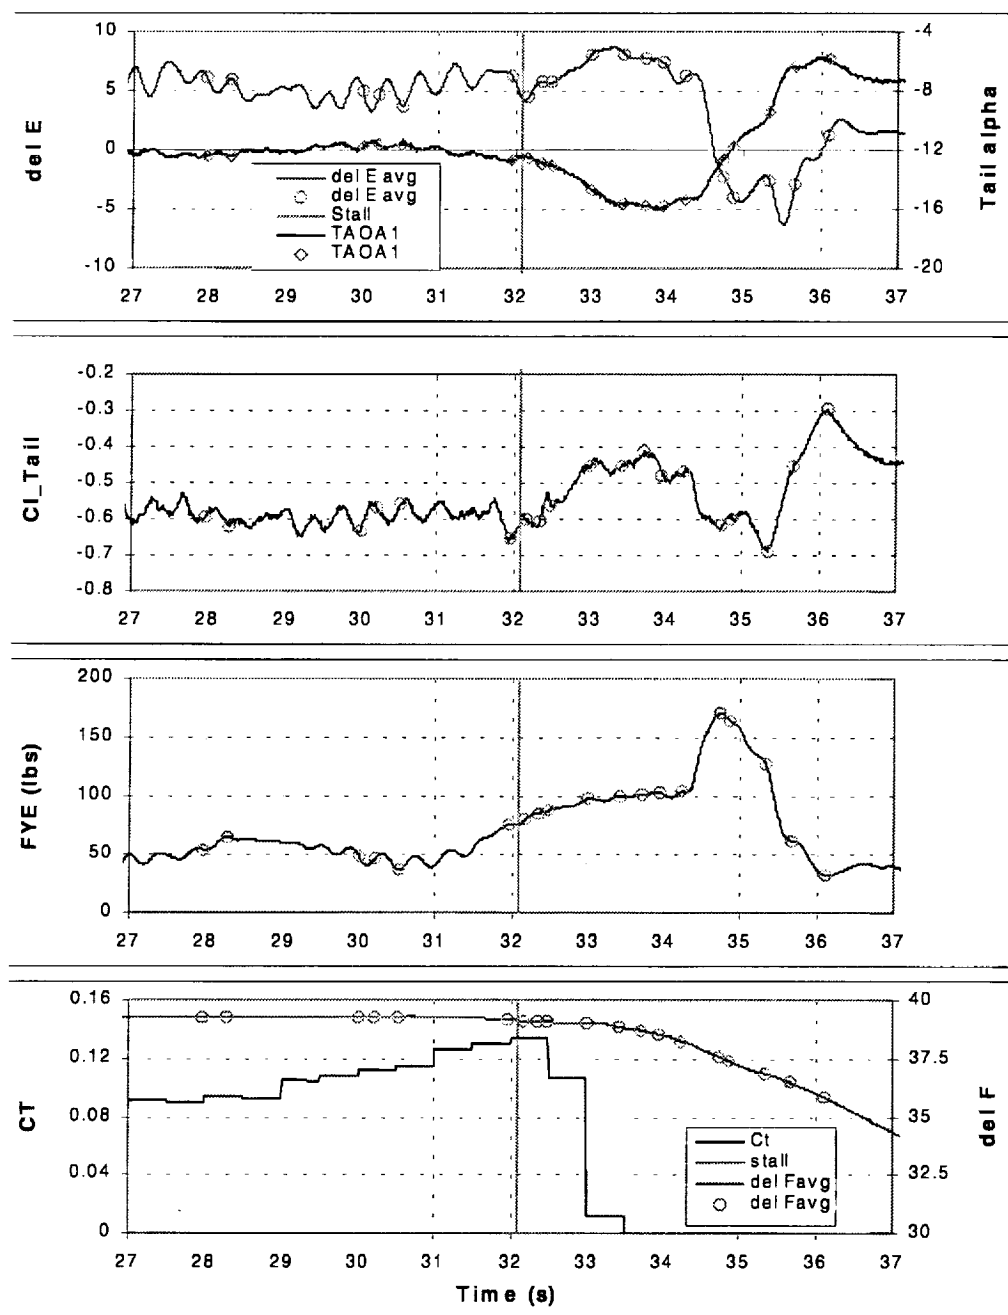 10 -4
5 -8
0 -12
-5 -16
-10 -20
del E
Tail alpha
del E avg
del E avg
Stall
TAOA1
TAOA1
27 28 29 30 31 32 33 34 35 36 37
-0.2
-0.3
-0.4
-0.5
-0.6
-0.7
-0.8
Cl_Tail
27 28 29 30 31 32 33 34 35 36 37
200
150
100
50
0
FYE (lbs)
27 28 29 30 31 32 33 34 35 36 37
CT
0.16 40
0.12 37.5
0.08 35
0.04 32.5
0 30
CT
del F
Ct
stall
del Favg
del Favg
27 28 29 30 31 32 33 34 35 36 37
Time (s)